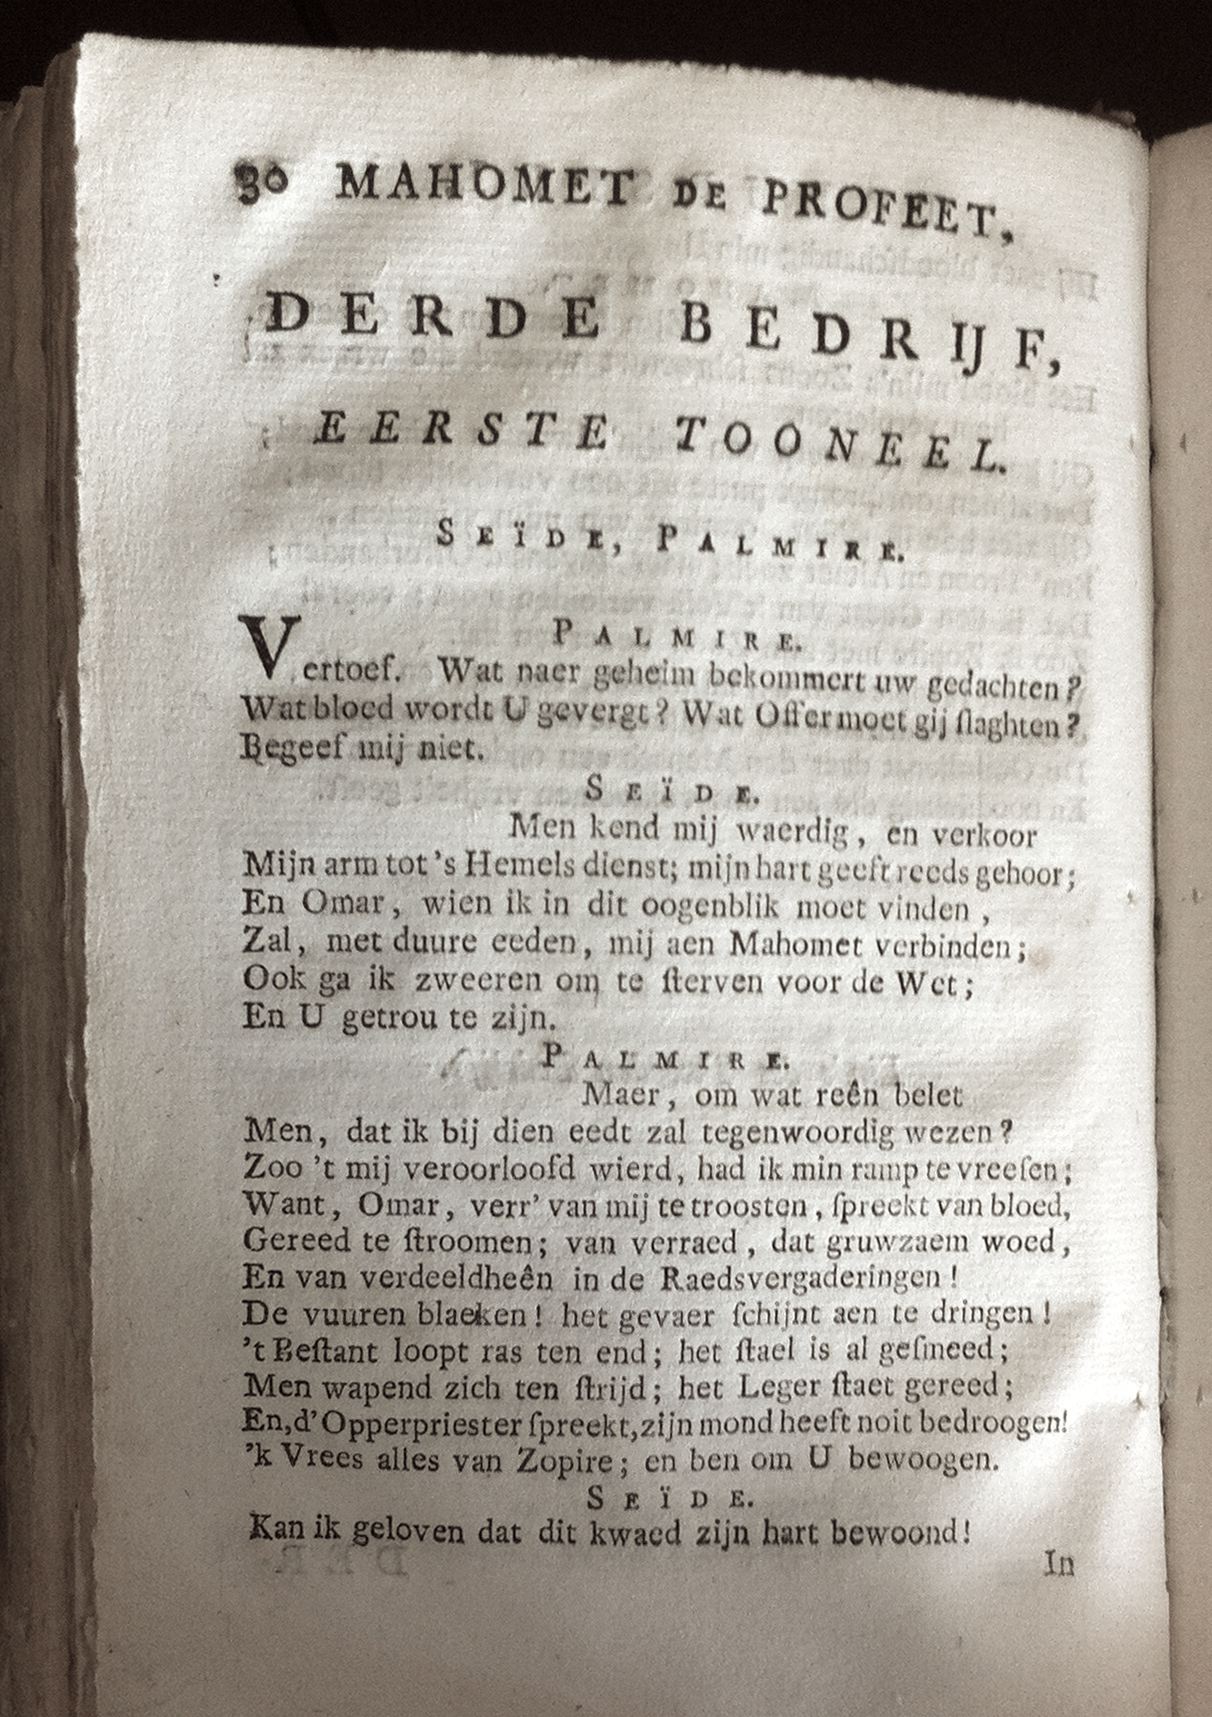 30 MAHOMET DE PROFEET,
DERDE BEDRIJF,
EERSTE TOONEEL.
SEÏDE, PALMIRE.
PALMIRE.
Vertoef. Wat naer geheim bekommert uw gedachten?
Wat bloed wordt U gevergt? Wat Offer moet gij ſlaghten?
Begeef mij niet.
SEÏDE.
Men kend mij waerdig, en verkoor
Mijn arm tot 's Hemels dienst; mijn hart geeft reeds gehoor;
En Omar, wien ik in dit oogenblik moet vinden,
Zal, met duure eeden, mij aen Mahomet verbinden;
Ook ga ik zweeren om te ſterven voor de Wet;
En U getrou te zijn.
PALMIRE.
Maer, om wat reên belet
Men, dat ik bij dien eedt zal tegenwoordig wezen?
Zoo 't mij veroorloofd wierd, had ik min ramp te vreeſen;
Want, Omar, verr' van mij te troosten, ſpreekt van bloed,
Gereed te ſtroomen; van verraed, dat gruwzaem woed,
En van verdeeldheên in de Raedsvergaderingen!
De vuuren blaeken! het gevaer ſchijnt aen te dringen!
't Beſtant loopt ras ten end; het ſtael is al geſmeed;
Men wapend zich ten ſtrijd; het Leger ſtaet gereed;
En, d' Opperpriester ſpreekt, zijn mond heeft noit bedroogen!
'k Vrees alles van Zopire; en ben om U bewoogen.
SEÏDE.
Kan ik geloven dat dit kwaed zijn hart bewoond!
In